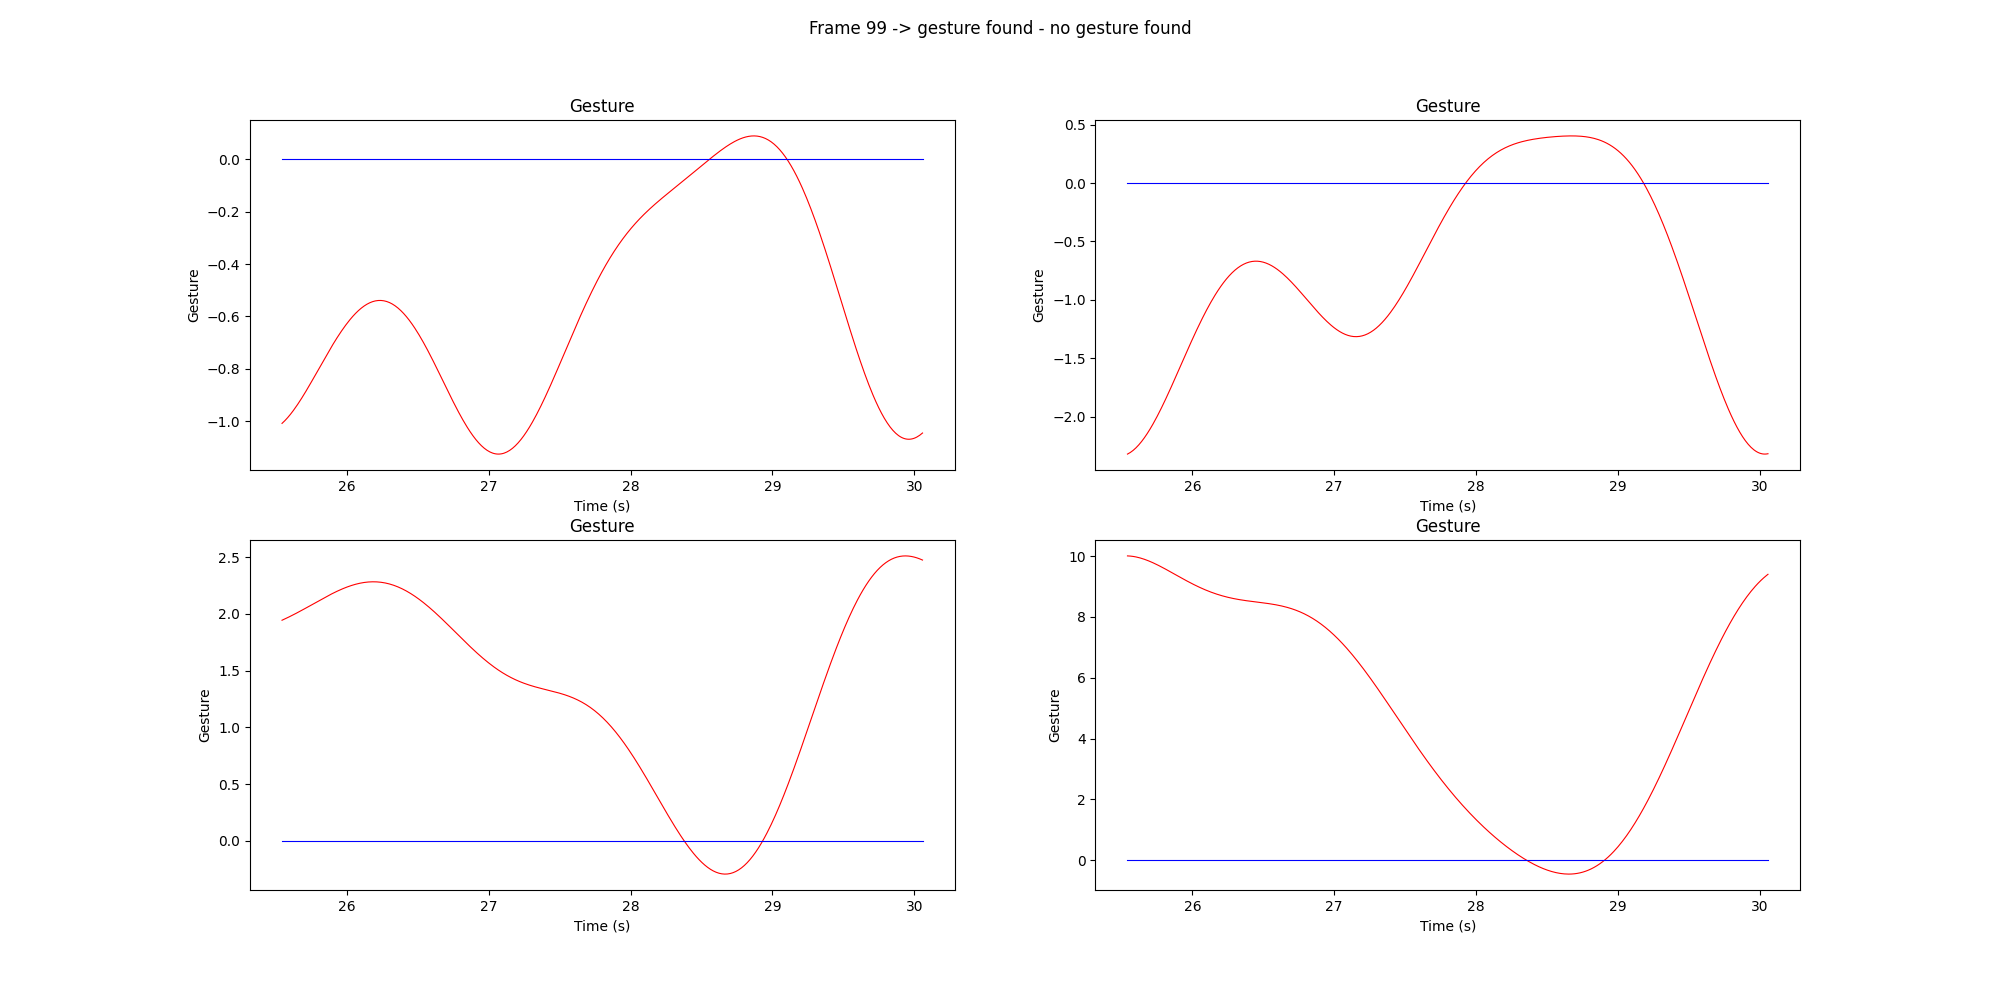 Frame 99 -> gesture found - no gesture found
Gesture
Gesture
0.0
−0.2
−0.4
−0.6
−0.8
−1.0
26 27 28 29 30
Time (s)
Gesture
Gesture
0.5
0.0
−0.5
−1.0
−1.5
−2.0
26 27 28 29 30
Time (s)
Gesture
Gesture
2.5
2.0
1.5
1.0
0.5
0.0
26 27 28 29 30
Time (s)
Gesture
Gesture
10
8
6
4
2
0
26 27 28 29 30
Time (s)